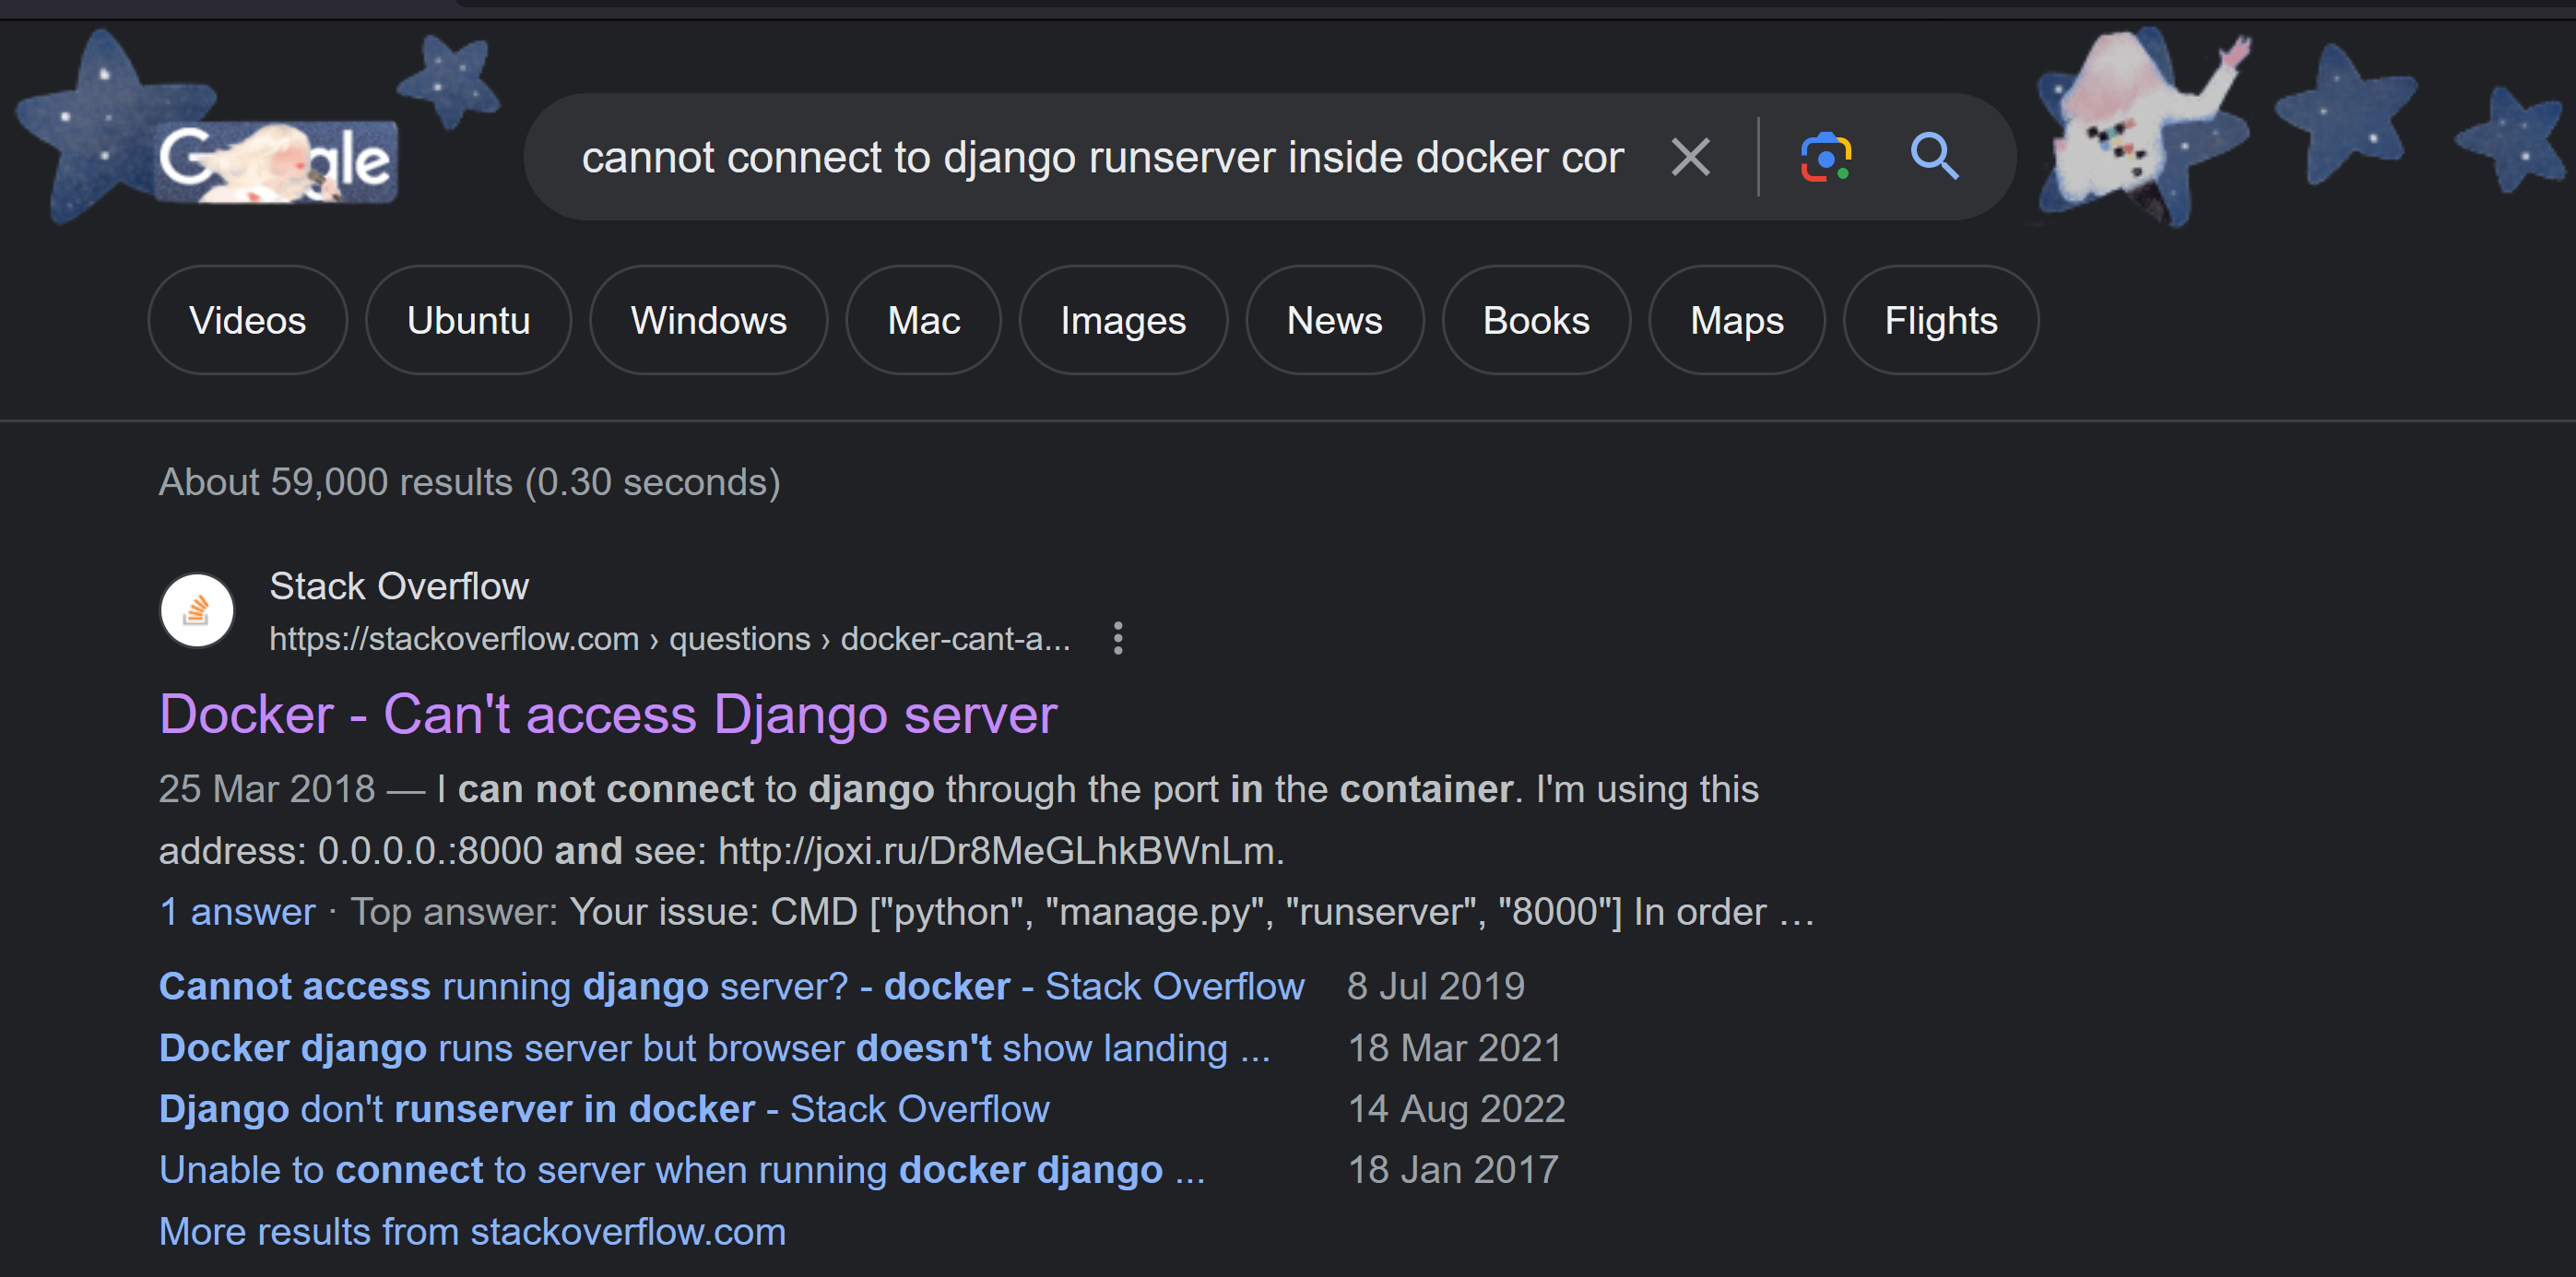 Google
cannot connect to django runserver inside docker cor
Videos
Ubuntu
Windows
Mac
Images
News
Books
Maps
Flights
About 59,000 results (0.30 seconds)
Stack Overflow
https://stackoverflow.com › questions › docker-cant-a...
Docker - Can't access Django server
25 Mar 2018 — I can not connect to django through the port in the container. I'm using this
address: 0.0.0.0.:8000 and see: http://joxi.ru/Dr8MeGLhkBWnLm.
1 answer · Top answer: Your issue: CMD ["python", "manage.py", "runserver", "8000"] In order ...
Cannot access running django server? - docker - Stack Overflow 8 Jul 2019
Docker django runs server but browser doesn't show landing ... 18 Mar 2021
Django don't runserver in docker - Stack Overflow 14 Aug 2022
Unable to connect to server when running docker django ... 18 Jan 2017
More results from stackoverflow.com